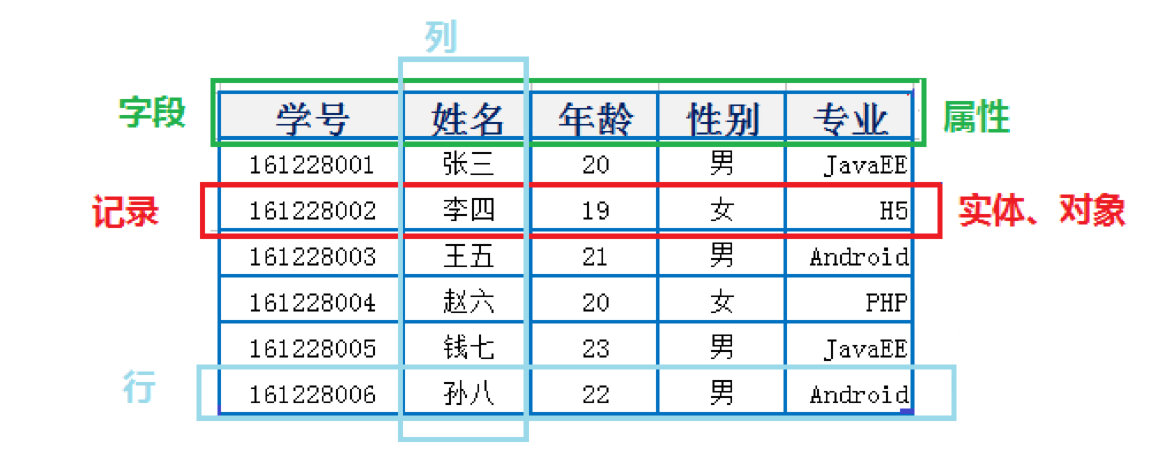 列
字段 学号 姓名 年龄 性别 专业 属性
161228001 张三 20 男 JavaEE
记录 161228002 李四 19 女 H5 实体、对象
161228003 王五 21 男 Android
161228004 赵六 20 女 PHP
161228005 钱七 23 男 JavaEE
行 161228006 孙八 22 男 Android